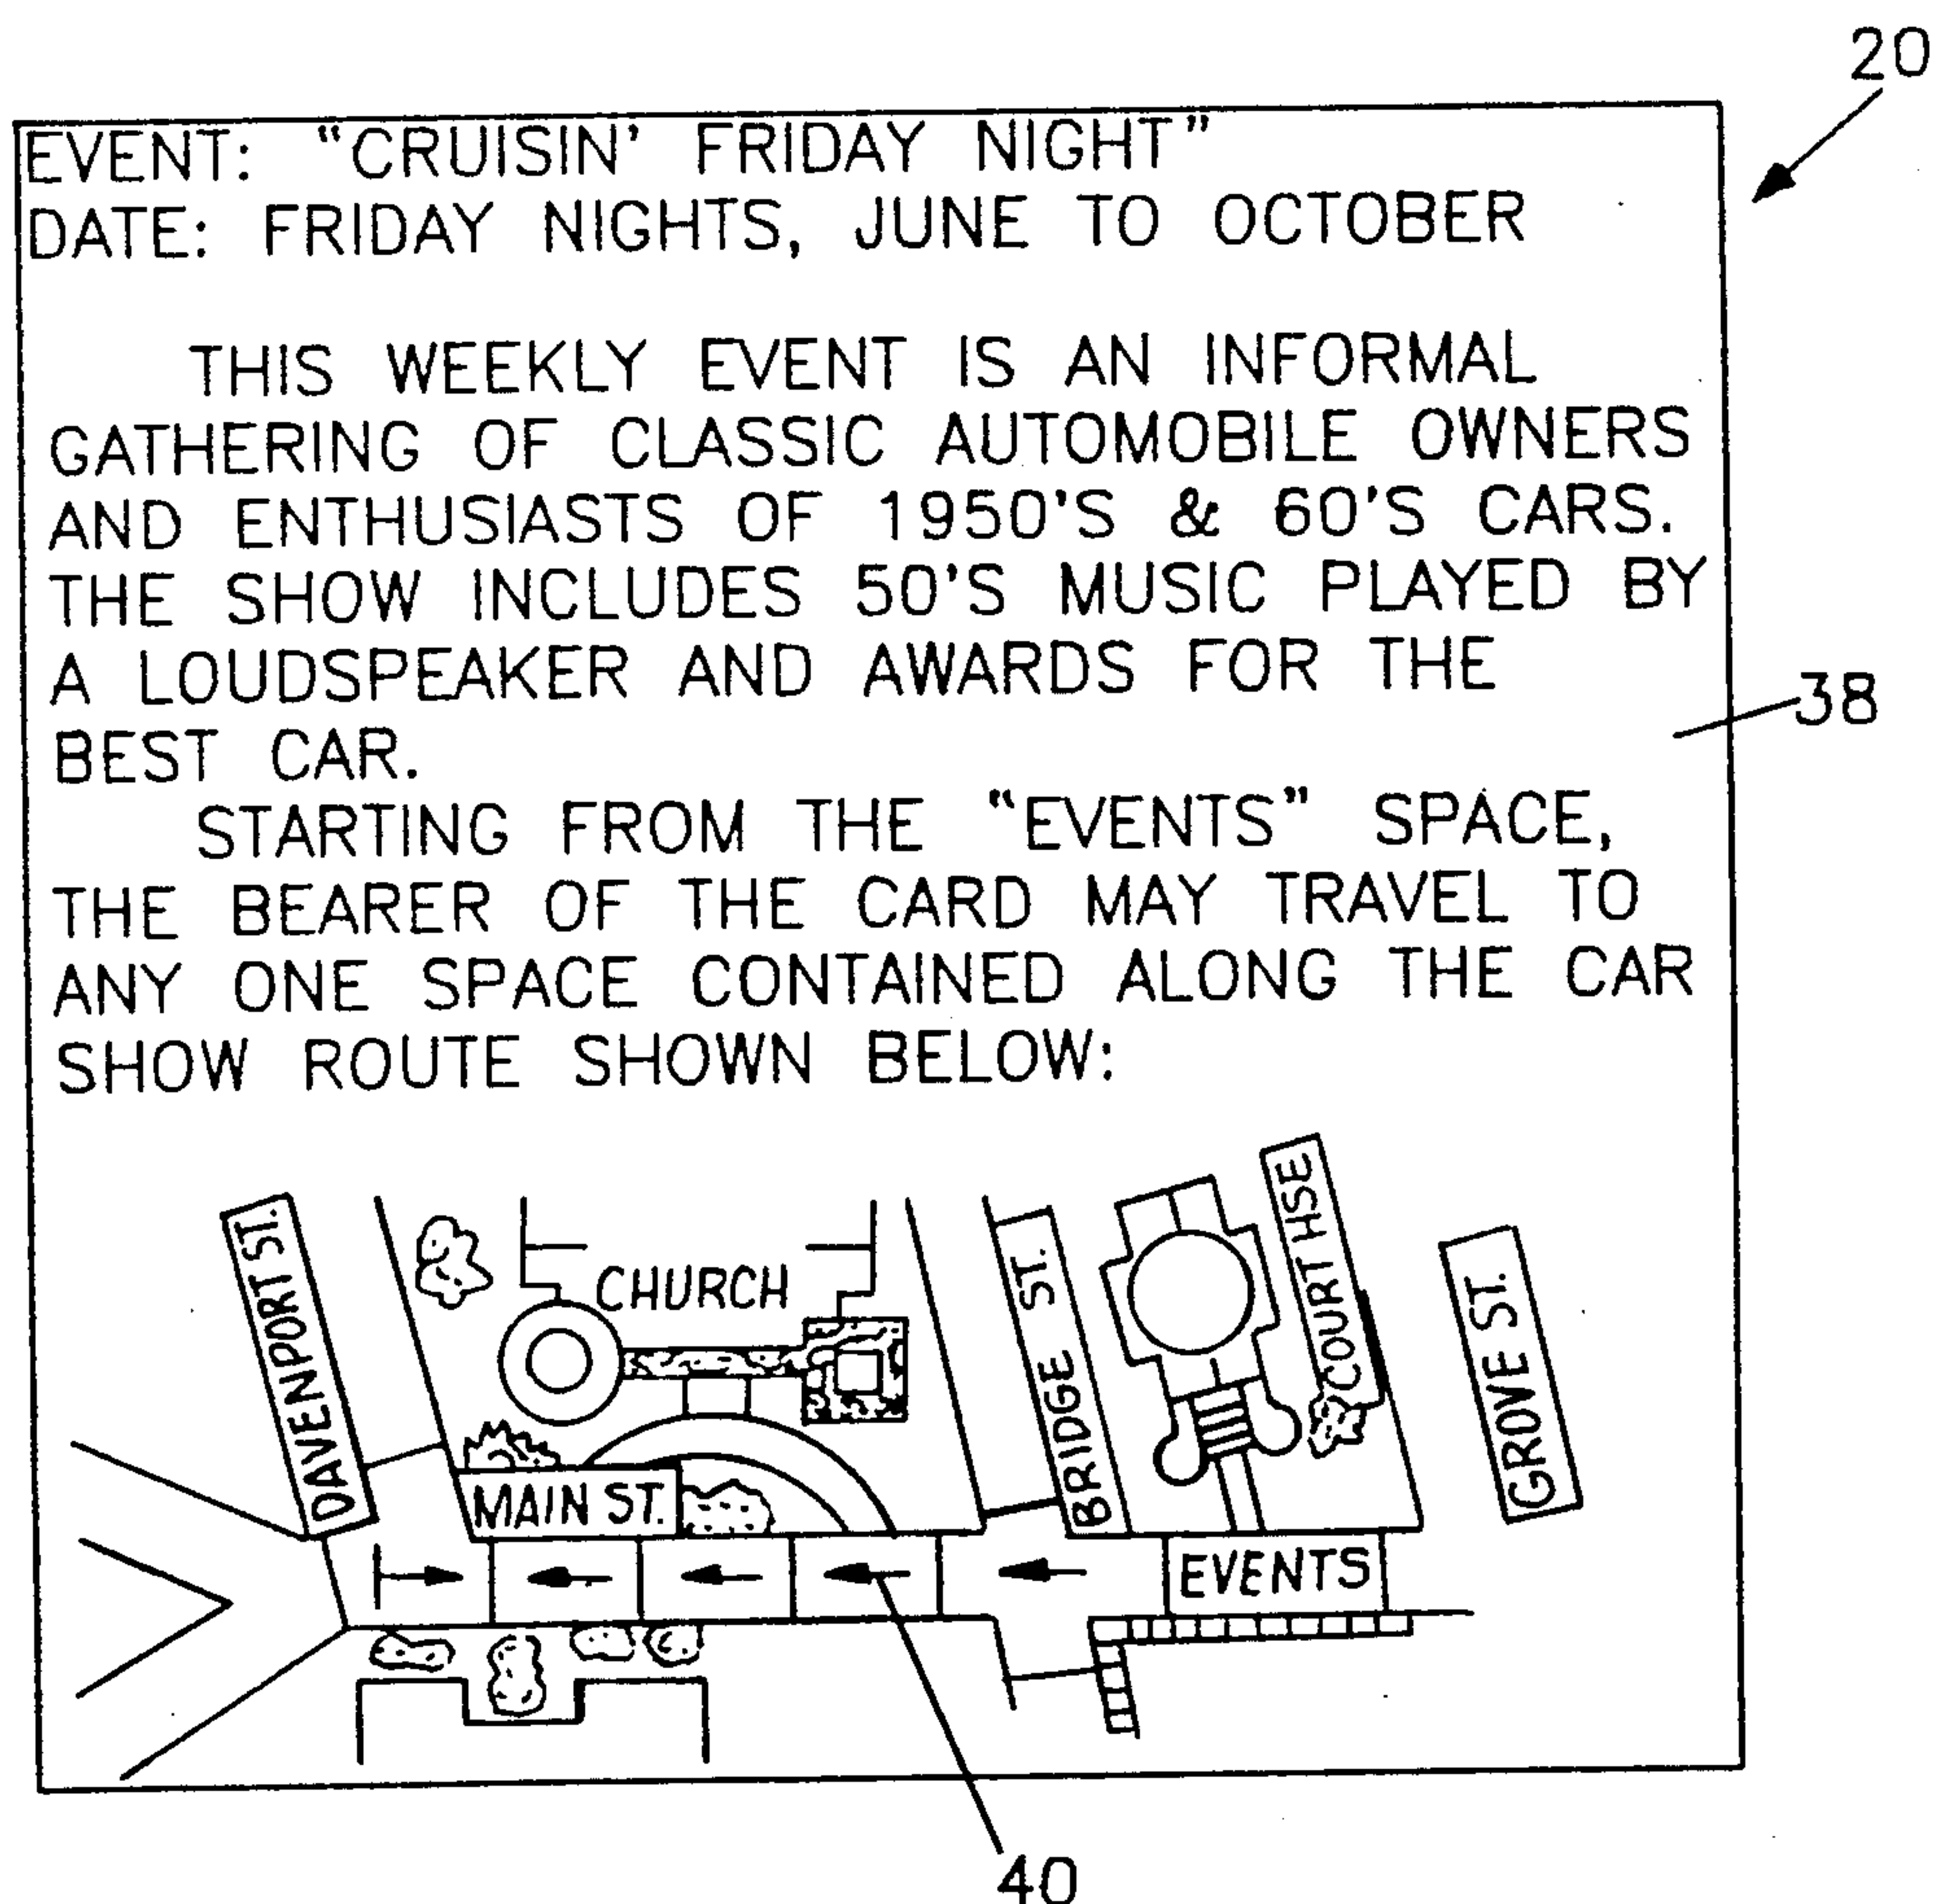 20
EVENT: “CRUISIN’ FRIDAY NIGHT”
DATE: FRIDAY NIGHTS, JUNE TO OCTOBER
THIS WEEKLY EVENT IS AN INFORMAL
GATHERING OF CLASSIC AUTOMOBILE OWNERS
AND ENTHUSIASTS OF 1950'S & 60'S CARS.
THE SHOW INCLUDES 50'S MUSIC PLAYED BY
A LOUDSPEAKER AND AWARDS FOR THE
38
BEST CAR.
STARTING FROM THE “EVENTS” SPACE,
THE BEARER OF THE CARD MAY TRAVEL TO
ANY ONE SPACE CONTAINED ALONG THE CAR
SHOW ROUTE SHOWN BELOW:
DAVENPORT ST.
CHURCH
BRIDGE ST.
COURTHSE
GROVE ST.
MAIN ST.
EVENTS
40